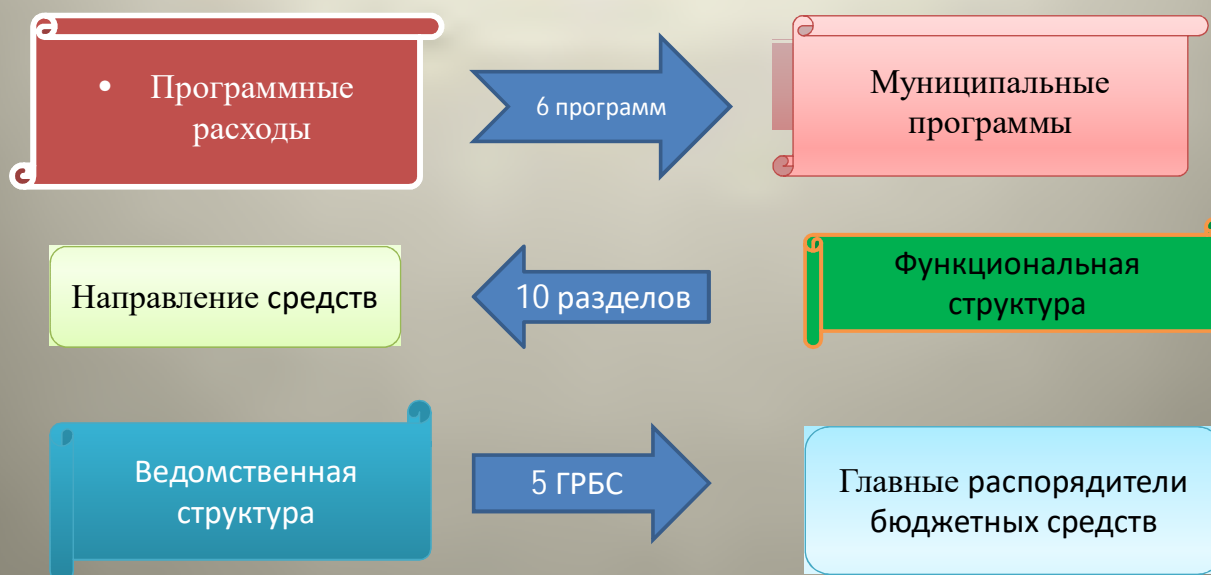 • Программные
расходы
6 программ
Муниципальные
программы
Направление средств
10 разделов
Функциональная
структура
Ведомственная
структура
5 ГРБС
Главные распорядители
бюджетных средств